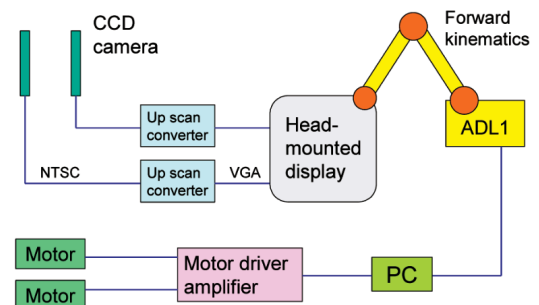 CCD
camera
Forward
kinematics
Up scan
converter
Head-
mounted
display
ADL1
NTSC
Up scan
converter
VGA
Motor
Motor driver
amplifier
PC
Motor